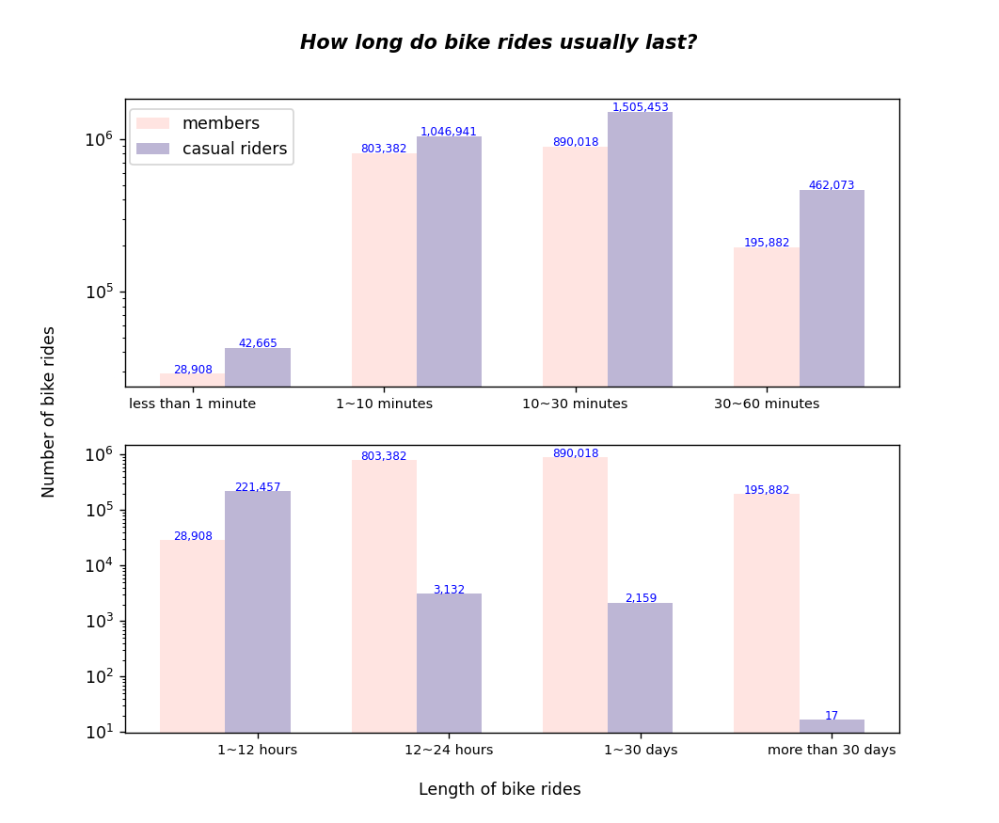 How long do bike rides usually last?
members
casual riders
10^6
10^5
28,908
42,665
803,382
1,046,941
890,018
1,505,453
195,882
462,073
less than 1 minute
1~10 minutes
10~30 minutes
30~60 minutes
Number of bike rides
10^6
10^5
10^4
10^3
10^2
10^1
28,908
221,457
803,382
3,132
890,018
2,159
195,882
17
1~12 hours
12~24 hours
1~30 days
more than 30 days
Length of bike rides